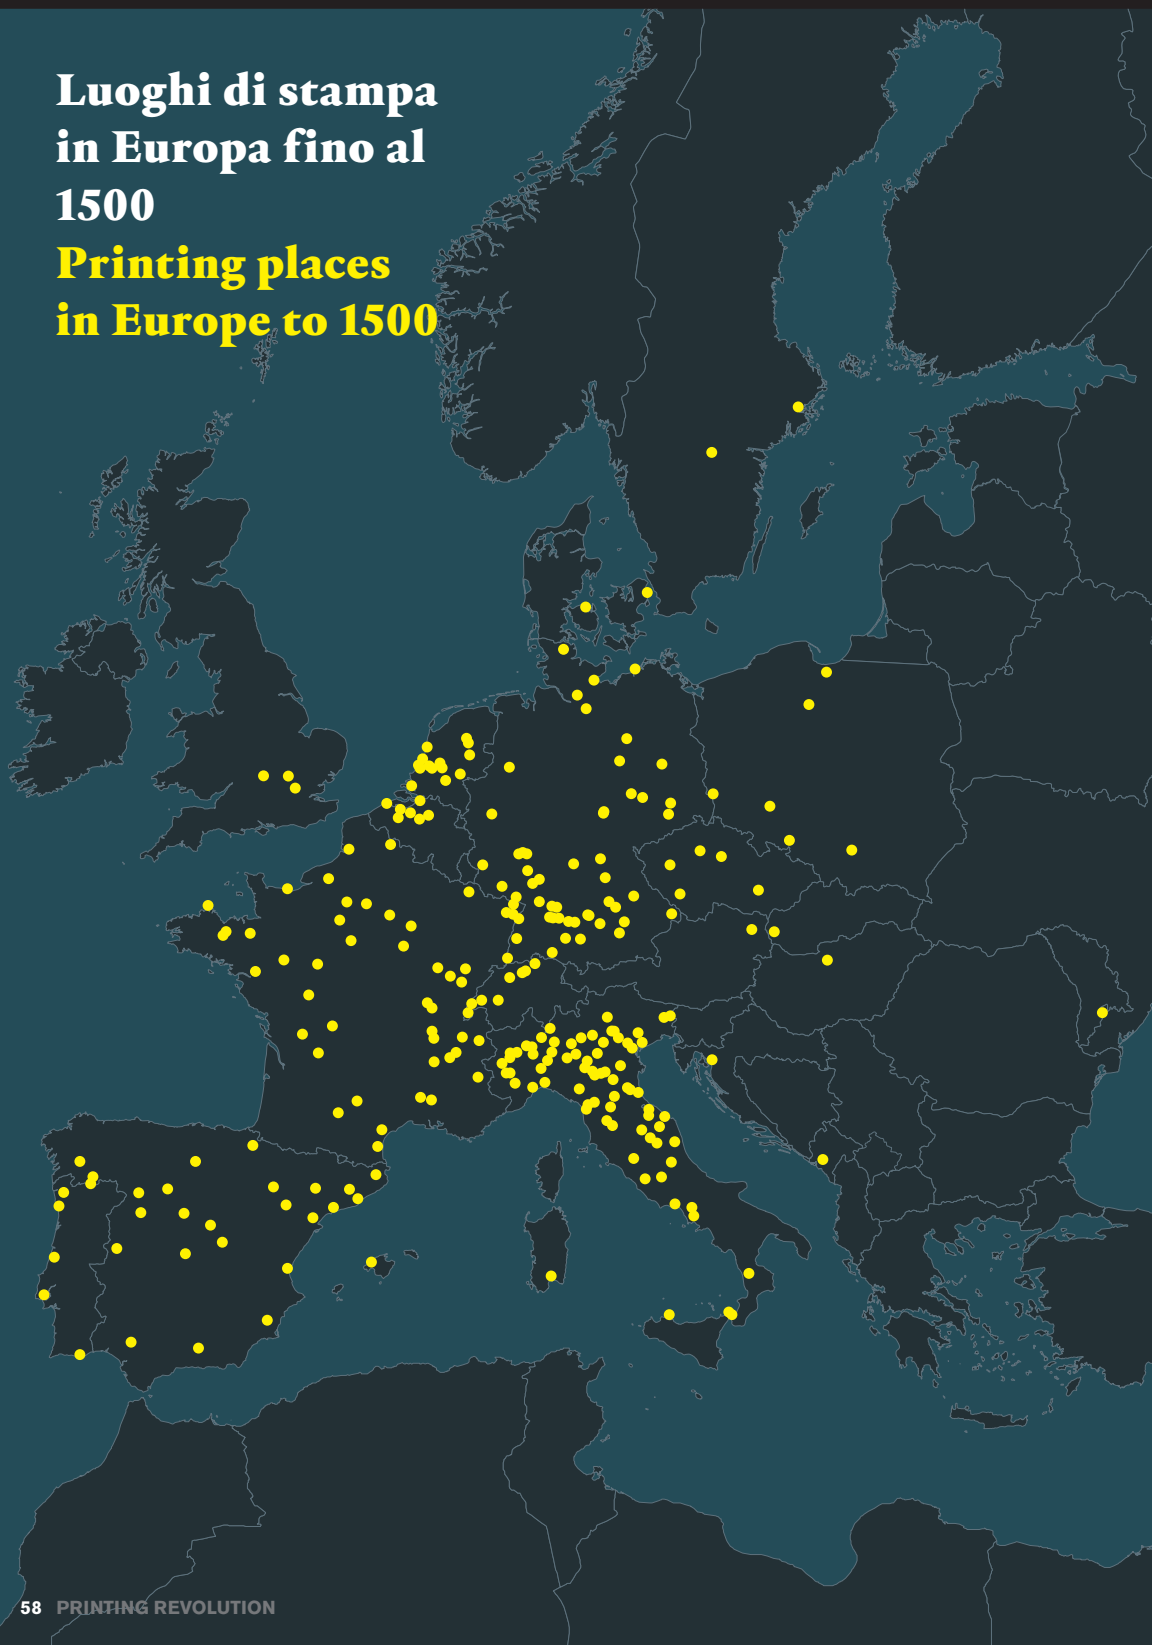 Luoghi di stampa
in Europa fino al
1500
Printing places
in Europe to 1500
58 PRINTING REVOLUTION